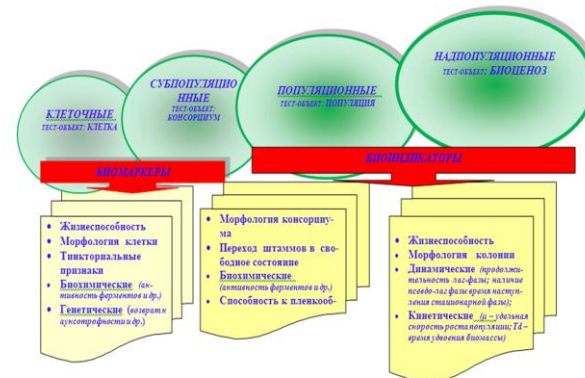 КЛЕТОЧНЫЕ
ТЕСТ-ОБЪЕКТ: КЛЕТКА
СУБПОПУЛЯЦИО
ННЫЕ
ТЕСТ-ОБЪЕКТ:
КОНСОРЦИУМ
ПОПУЛЯЦИОННЫЕ
ТЕСТ-ОБЪЕКТ: ПОПУЛЯЦИЯ
НАДПОПУЛЯЦИОННЫЕ
ТЕСТ-ОБЪЕКТ: БИОЦЕНОЗ
БИОМАРКЕРЫ
БИОИНДИКАТОРЫ
• Жизнеспособность
• Морфология клетки
• Тинкториальные
признаки
• Биохимические (ак-
тивность ферментов и др.)
• Генетические (возврат к
ауксотрофности и др.)
• Морфология консорциу-
ма
• Переход штаммов в сво-
бодное состояние
• Биохимические
(активность ферментов и др.)
• Способность к пленкооб-
• Жизнеспособность
• Морфология колонии
• Динамические (продолжи-
тельность лаг-фазы; наличие
псевдо-лаг фазы время наступ-
ления стационарной фазы);
• Кинетические (μ – удельная
скорость роста популяции; Td –
время удвоения биомассы)